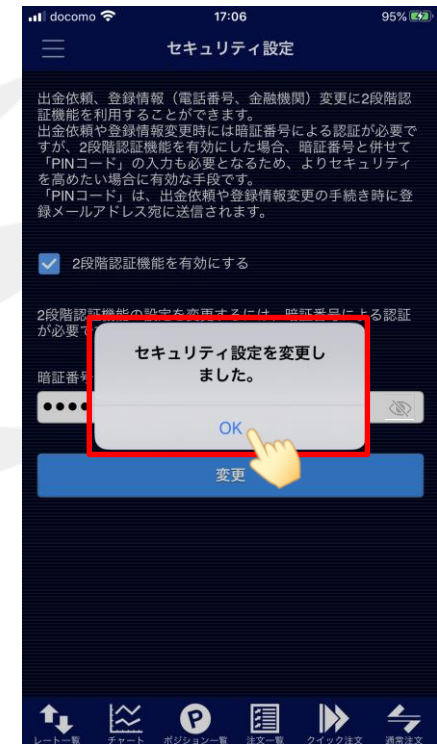 docomo 17:06 95%
セキュリティ設定
出金依頼、登録情報（電話番号、金融機関）変更に2段階認
証機能を利用することができます。
出金依頼や登録情報変更時には暗証番号による認証が必要で
すが、2段階認証機能を有効にした場合、暗証番号と併せて
「PINコード」の入力も必要となるため、よりセキュリティ
を高めたい場合に有効な手段です。
「PINコード」は、出金依頼や登録情報変更の手続き時に登
録メールアドレス宛に送信されます。
2段階認証機能を有効にする
2段階認証機能の設定を変更するには、暗証番号による認証
が必要で
セキュリティ設定を変更し
ました。
暗証番号
OK
変更
レート一覧 チャート ポジション一覧 注文一覧 クイック注文 通常注文